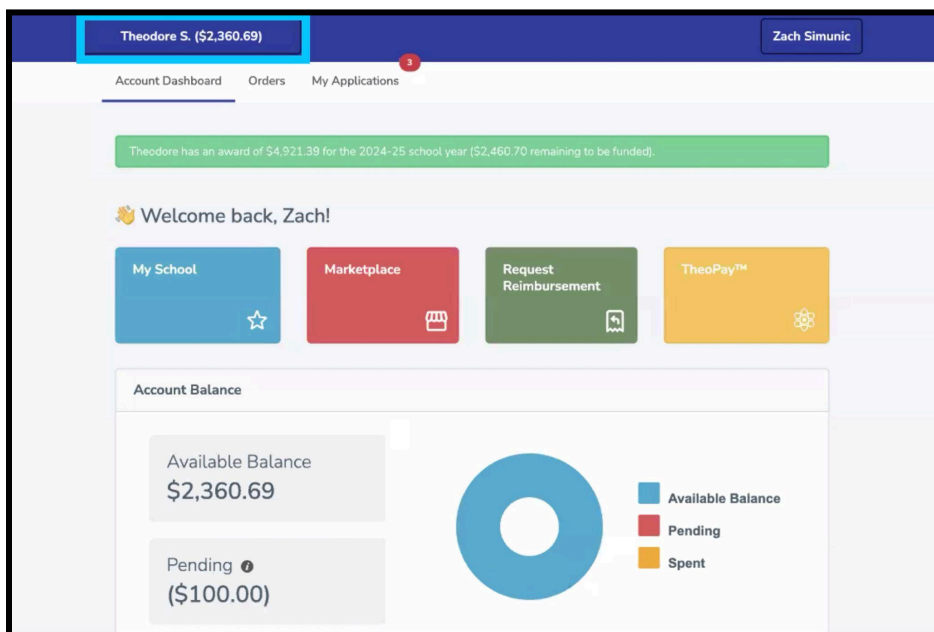 Theodore S. ($2,360.69)
Zach Simunic
Account Dashboard
Orders
My Applications
3
Theodore has an award of $4,921.39 for the 2024-25 school year ($2,460.70 remaining to be funded).
👋 Welcome back, Zach!
My School
Marketplace
Request
Reimbursement
TheoPay™
Account Balance
Available Balance
$2,360.69
Pending
($100.00)
Available Balance
Pending
Spent